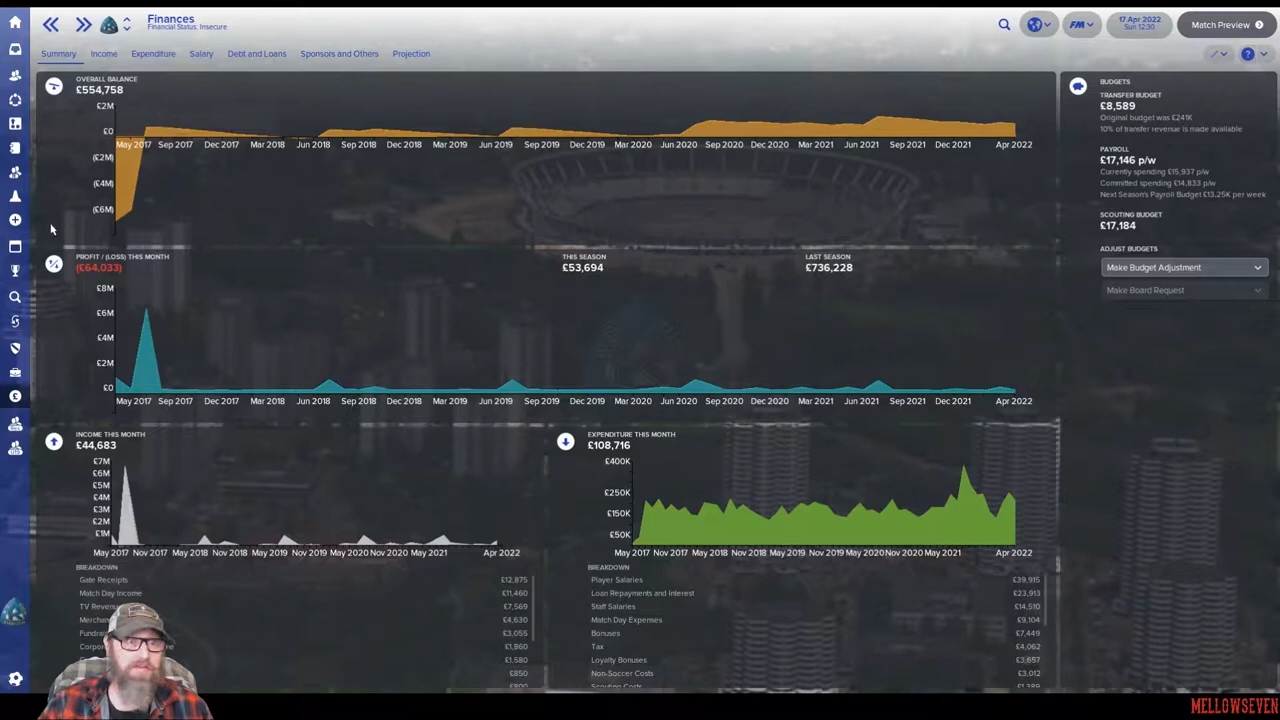 Finances
Financial Status: Insecure
FM
17 Apr 2022
Sun 12:30
Match Preview
Summary
Income
Expenditure
Salary
Debt and Loans
Sponsors and Others
Projection
OVERALL BALANCE
£554,758
£2M
£0
(£2M)
(£4M)
(£6M)
May 2017 Sep 2017 Dec 2017 Mar 2018 Jun 2018 Sep 2018 Dec 2018 Mar 2019 Jun 2019 Sep 2019 Dec 2019 Mar 2020 Jun 2020 Sep 2020 Dec 2020 Mar 2021 Jun 2021 Sep 2021 Dec 2021 Apr 2022
BUDGETS
TRANSFER BUDGET
£8,589
Original budget was £241K
10% of transfer revenue is made available
PAYROLL
£17,146 p/w
Currently spending £15,937 p/w
Committed spending £14,833 p/w
Next Season's Payroll Budget £13.25K per week
SCOUTING BUDGET
£17,184
ADJUST BUDGETS
Make Budget Adjustment
Make Board Request
PROFIT / (LOSS) THIS MONTH
(£64,033)
THIS SEASON
£53,694
LAST SEASON
£736,228
£8M
£6M
£4M
£2M
£0
May 2017 Sep 2017 Dec 2017 Mar 2018 Jun 2018 Sep 2018 Dec 2018 Mar 2019 Jun 2019 Sep 2019 Dec 2019 Mar 2020 Jun 2020 Sep 2020 Dec 2020 Mar 2021 Jun 2021 Sep 2021 Dec 2021 Apr 2022
INCOME THIS MONTH
£44,683
£7M
£6M
£5M
£4M
£3M
£2M
£1M
May 2017 Nov 2017 May 2018 Nov 2018 May 2019 Nov 2019 May 2020 Nov 2020 May 2021 Apr 2022
BREAKDOWN
Gate Receipts £12,875
Match Day Income £11,460
TV Revenu £7,569
Merchan £4,630
Fundrai £3,055
Corpor £1,860
£1,580
£850
£800
EXPENDITURE THIS MONTH
£108,716
£400K
£250K
£150K
£50K
May 2017 Nov 2017 May 2018 Nov 2018 May 2019 Nov 2019 May 2020 Nov 2020 May 2021 Apr 2022
BREAKDOWN
Player Salaries £39,915
Loan Repayments and Interest £23,913
Staff Salaries £14,510
Match Day Expenses £9,104
Bonuses £7,449
Tax £4,062
Loyalty Bonuses £3,657
Non-Soccer Costs £3,012
Scouting Costs £1,389
MELLOWSEVEN